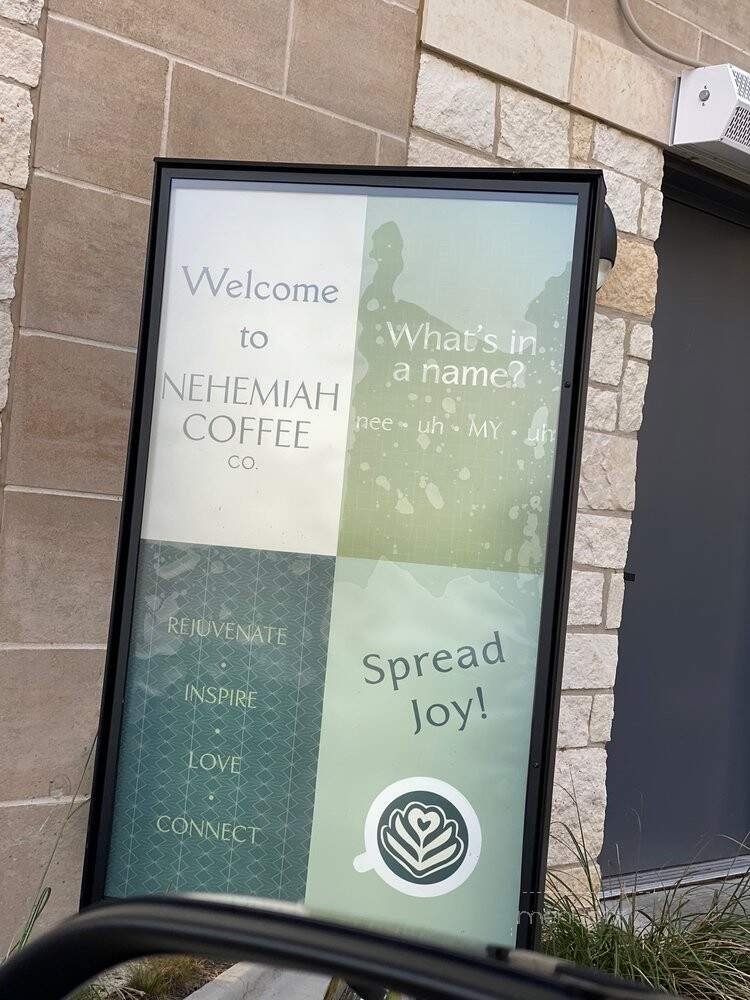 Welcome
to
NEHEMIAH
COFFEE
CO.
What's in
a name?
nee • uh • MY • uh
REJUVENATE
•
INSPIRE
•
LOVE
•
CONNECT
Spread
Joy!